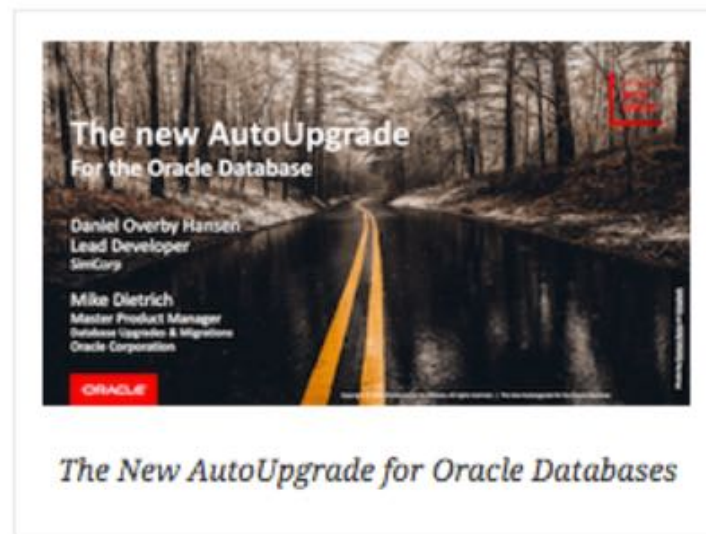 The new AutoUpgrade
For the Oracle Database
Daniel Overby Hansen
Lead Developer
SimCorp
Mike Dietrich
Master Product Manager
Database Upgrades & Migrations
Oracle Corporation
ORACLE
The New AutoUpgrade for Oracle Databases